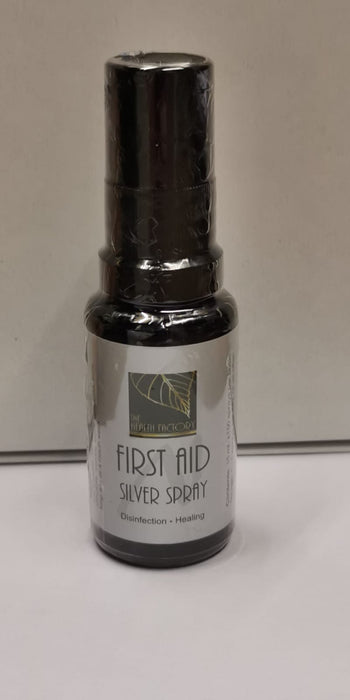 THE
HEALTH FACTORY
FIRST AID
SILVER SPRAY
Disinfection - Healing